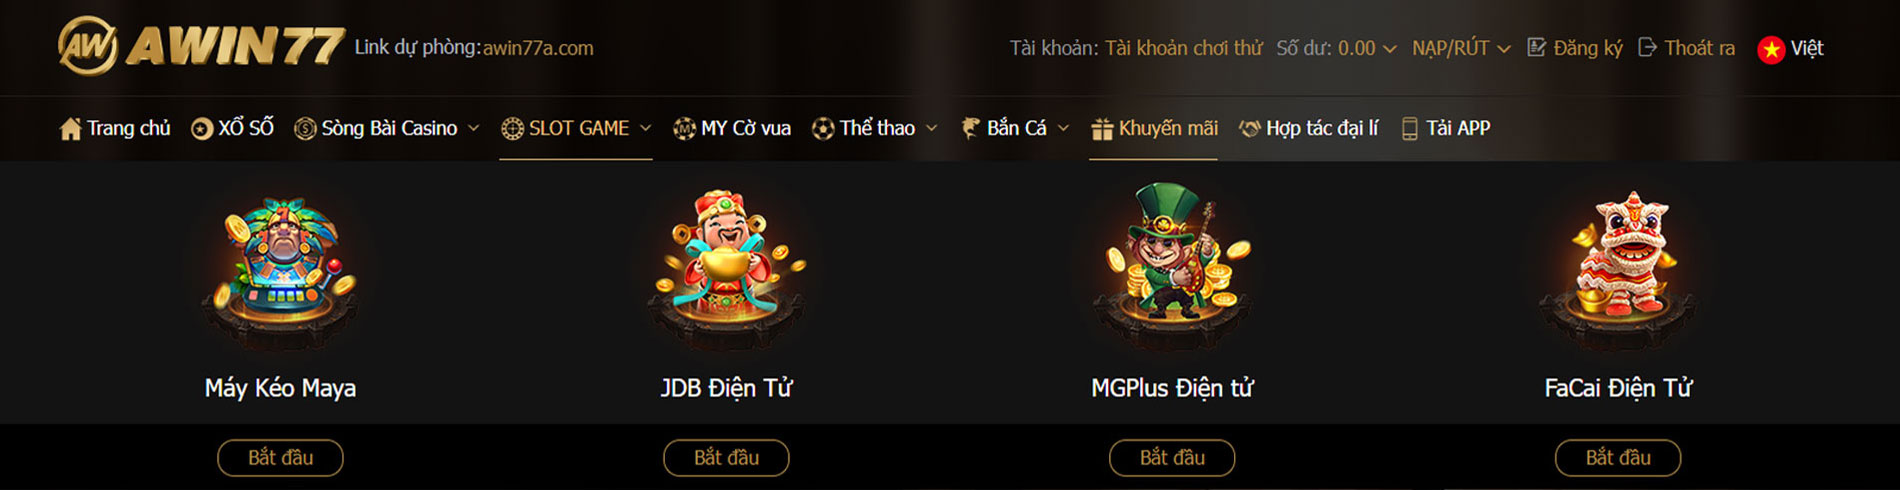 AW AWIN77 Link dự phòng:awin77a.com Tài khoản: Tài khoản chơi thử Số dư: 0.00 NẠP/RÚT Đăng ký Thoát ra Việt
Trang chủ XỔ SỐ Sòng Bài Casino SLOT GAME MY Cờ vua Thể thao Bắn Cá Khuyến mãi Hợp tác đại lí Tải APP
Máy Kéo Maya JDB Điện Tử MGPlus Điện tử FaCai Điện Tử
Bắt đầu Bắt đầu Bắt đầu Bắt đầu